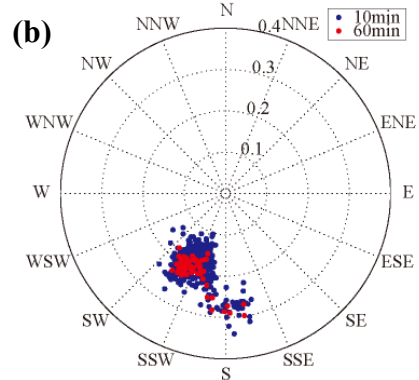 (b)
10min
60min
N
NNE
NE
ENE
E
ESE
SE
SSE
S
SSW
SW
WSW
W
WNW
NW
NNW
0.4
0.3
0.2
0.1